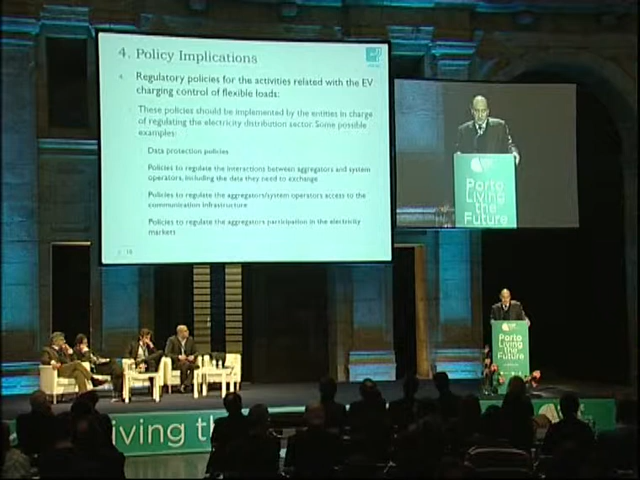 4. Policy Implications
Regulatory policies for the activities related with the EV
charging control of flexible loads:
These policies should be implemented by the entities in charge
of regulating the electricity distribution sector. Some possible
examples:
Data protection policies
Policies to regulate the interactions between aggregators and system
operators, including the data they need to exchange
Policies to regulate the aggregators/system operators access to the
communication infrastructure
Policies to regulate the aggregators participation in the electricity
markets
Porto
Living
the
Future
Porto
Living
the
Future
iving t